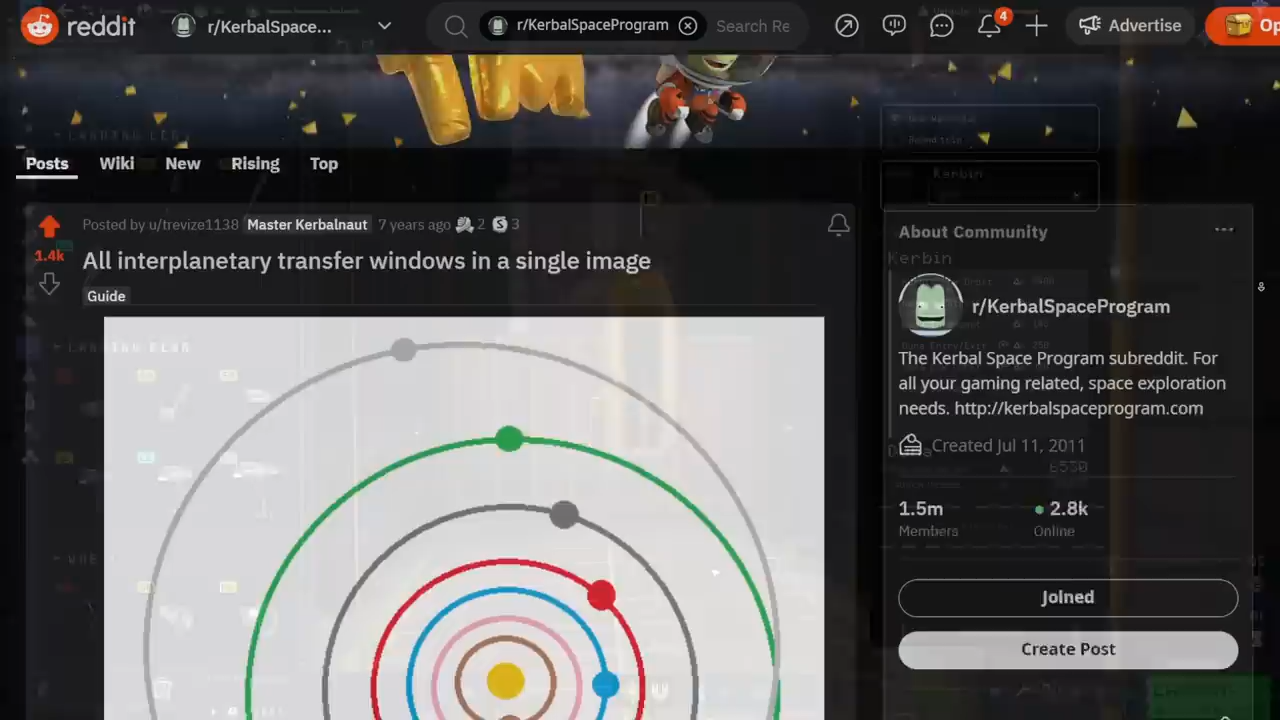 reddit
r/KerbalSpace...
r/KerbalSpaceProgram
Search Re
4
Advertise
Op
Posts
Wiki
New
Rising
Top
Posted by u/trevize1138 Master Kerbalnaut 7 years ago 2 3
1.4k
All interplanetary transfer windows in a single image
Guide
Kerbin
About Community
Kerbin
r/KerbalSpaceProgram
The Kerbal Space Program subreddit. For
all your gaming related, space exploration
needs. http://kerbalspaceprogram.com
Created Jul 11, 2011
1.5m
Members
2.8k
Online
Joined
Create Post